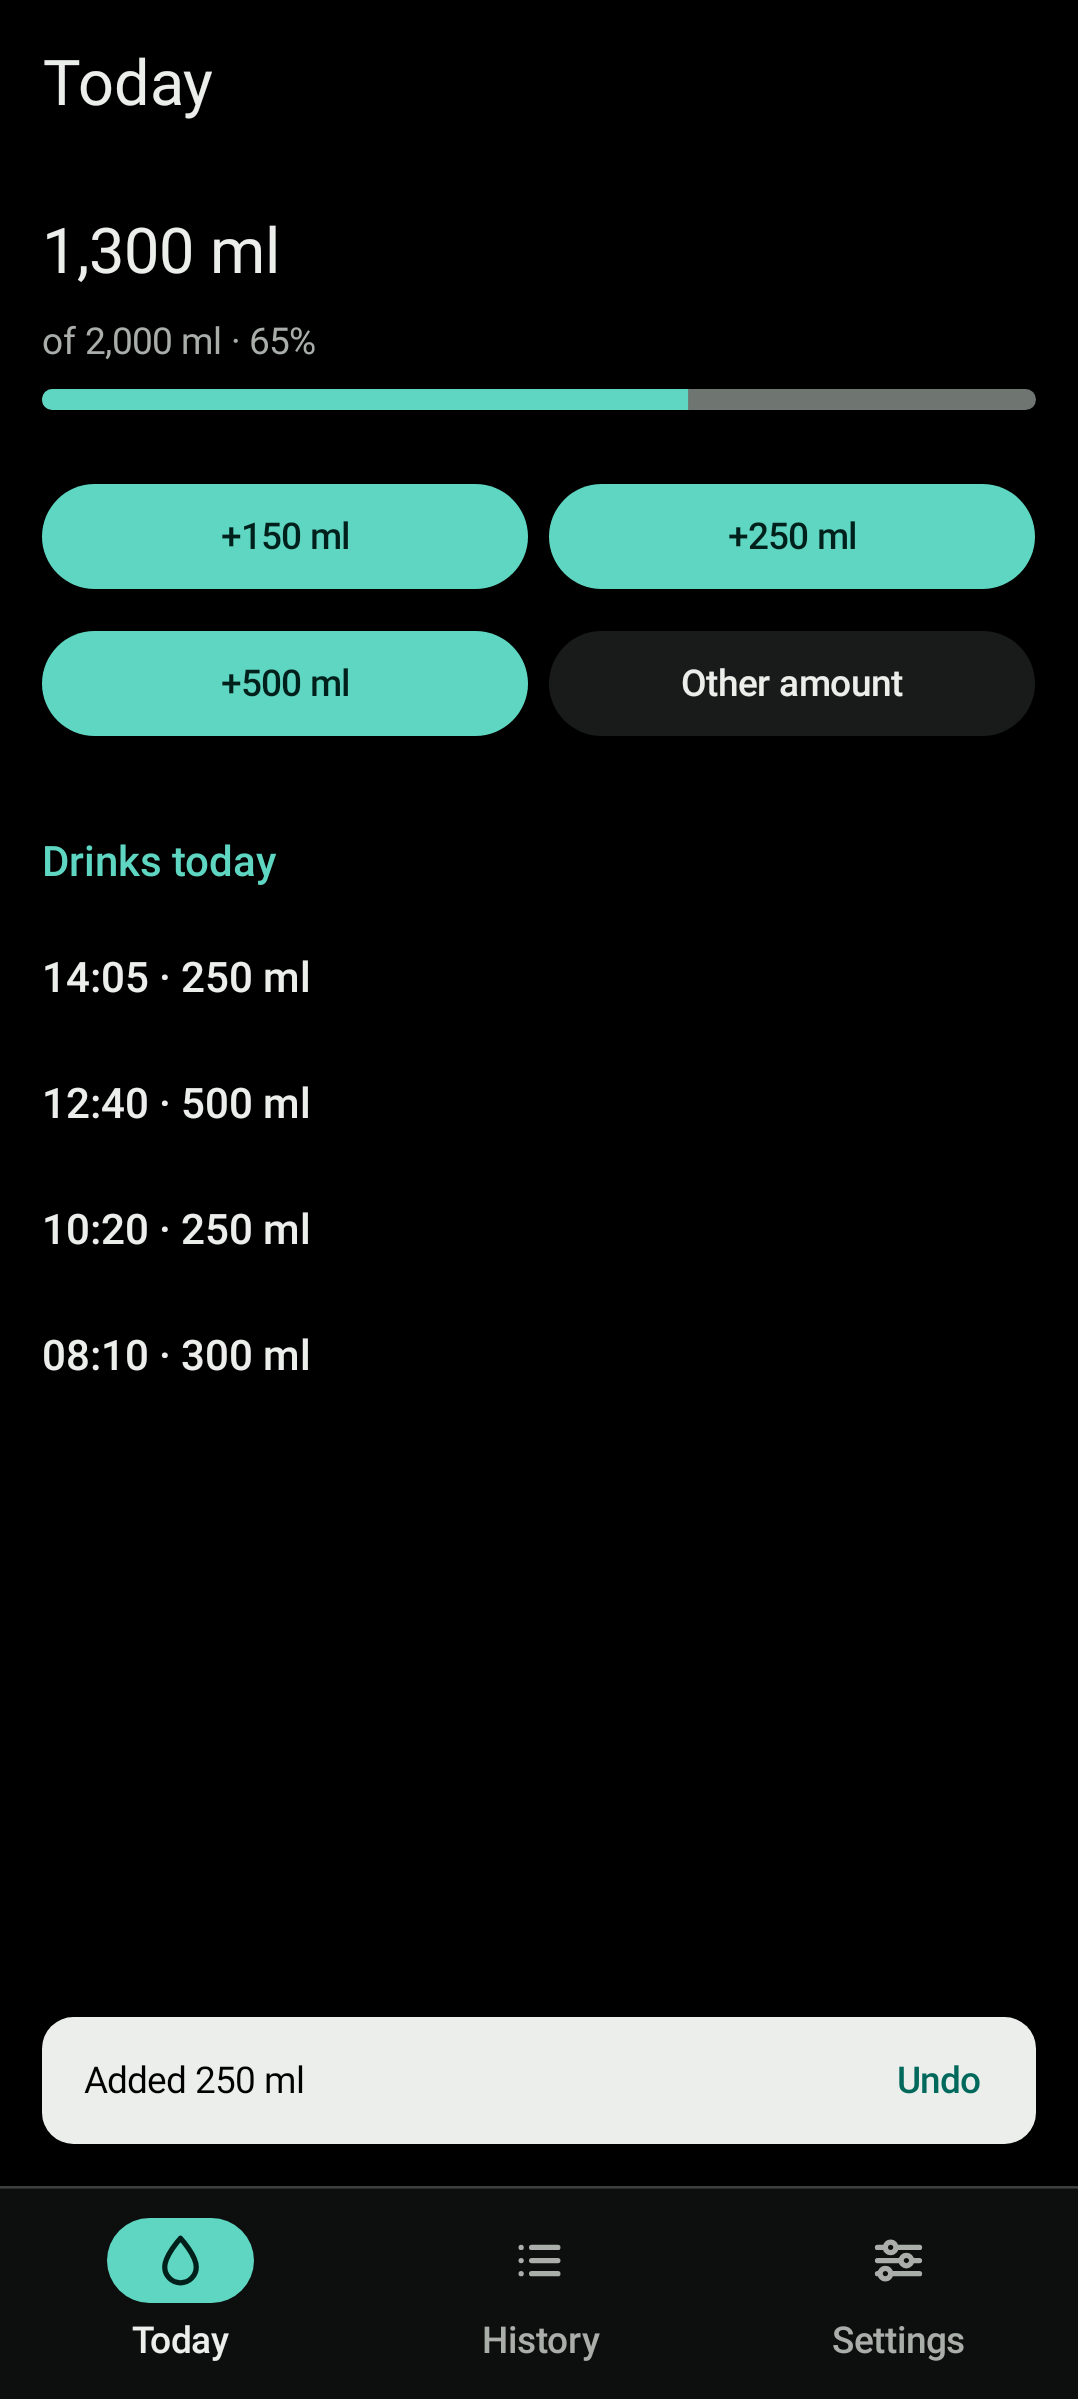 Today
1,300 ml
of 2,000 ml · 65%
+150 ml
+250 ml
+500 ml
Other amount
Drinks today
14:05 · 250 ml
12:40 · 500 ml
10:20 · 250 ml
08:10 · 300 ml
Added 250 ml
Undo
Today
History
Settings